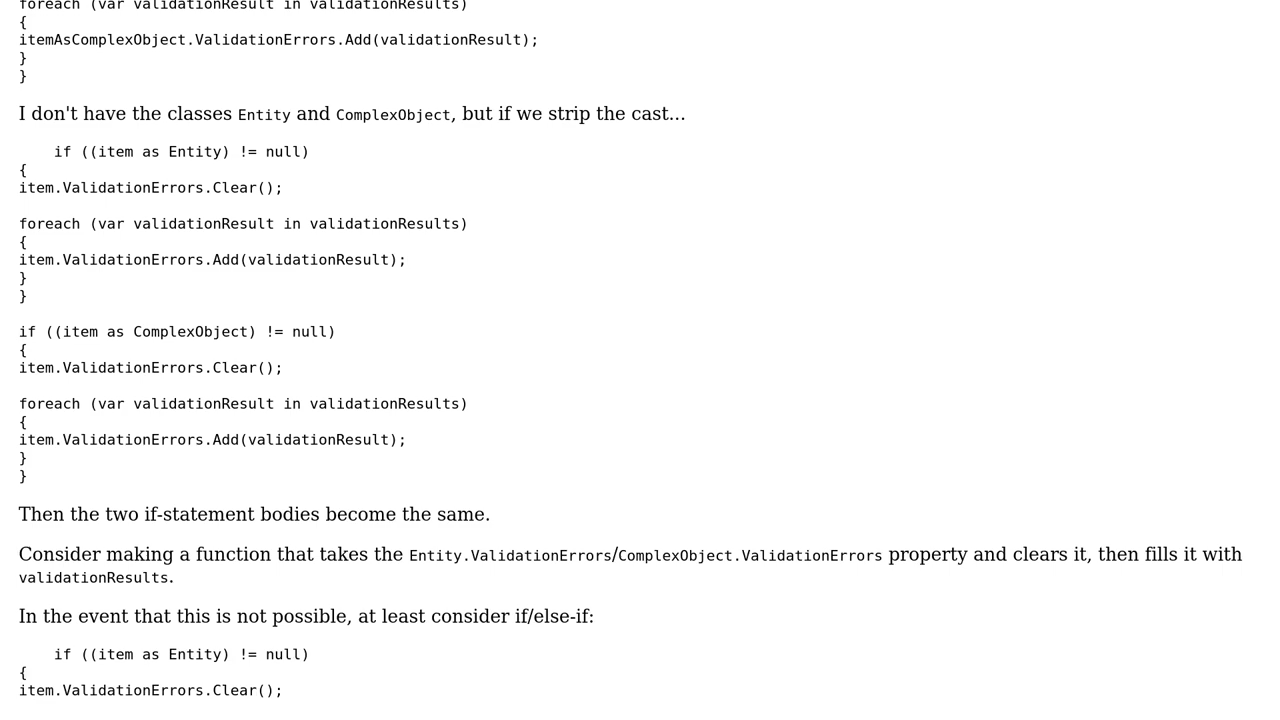 foreach (var validationResult in validationResults)
{
itemAsComplexObject.ValidationErrors.Add(validationResult);
}
}
I don't have the classes Entity and ComplexObject, but if we strip the cast...
if ((item as Entity) != null)
{
item.ValidationErrors.Clear();
foreach (var validationResult in validationResults)
{
item.ValidationErrors.Add(validationResult);
}
}
if ((item as ComplexObject) != null)
{
item.ValidationErrors.Clear();
foreach (var validationResult in validationResults)
{
item.ValidationErrors.Add(validationResult);
}
}
Then the two if-statement bodies become the same.
Consider making a function that takes the Entity.ValidationErrors/ComplexObject.ValidationErrors property and clears it, then fills it with
validationResults.
In the event that this is not possible, at least consider if/else-if:
if ((item as Entity) != null)
{
item.ValidationErrors.Clear();